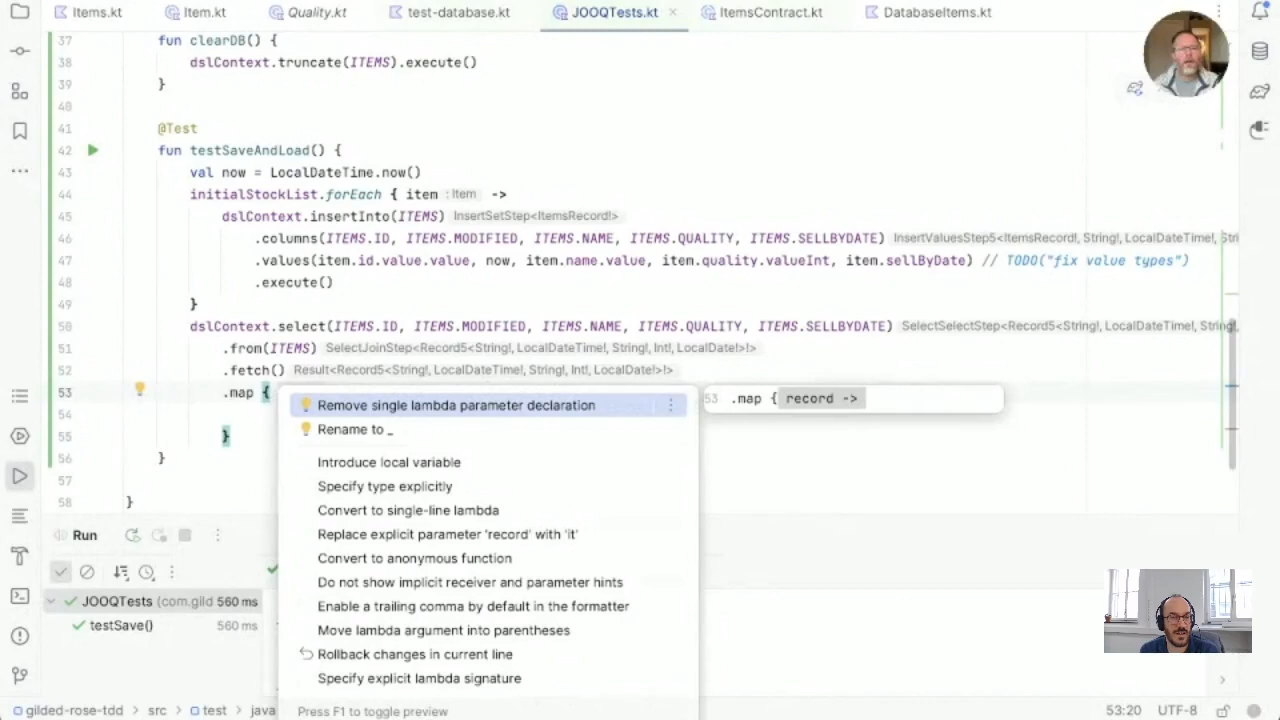 Items.kt Item.kt Quality.kt test-database.kt JOOQTests.kt ItemsContract.kt DatabaseItems.kt
37 fun clearDB() {
38 dslContext.truncate(ITEMS).execute()
39 }
40
41 @Test
42 fun testSaveAndLoad() {
43 val now = LocalDateTime.now()
44 initialStockList.forEach { item : Item ->
45 dslContext.insertInto(ITEMS) InsertSetStep<ItemsRecord!>
46 .columns(ITEMS.ID, ITEMS.MODIFIED, ITEMS.NAME, ITEMS.QUALITY, ITEMS.SELLBYDATE) InsertValuesStep5<ItemsRecord!, String!, LocalDateTime!, Stri
47 .values(item.id.value.value, now, item.name.value, item.quality.valueInt, item.sellByDate) // TODO("fix value types")
48 .execute()
49 }
50 dslContext.select(ITEMS.ID, ITEMS.MODIFIED, ITEMS.NAME, ITEMS.QUALITY, ITEMS.SELLBYDATE) SelectSelectStep<Record5<String!, LocalDateTime!, String!,
51 .from(ITEMS) SelectJoinStep<Record5<String!, LocalDateTime!, String!, Int!, LocalDate!>!>
52 .fetch() Result<Record5<String!, LocalDateTime!, String!, Int!, LocalDate!>!>
53 .map {
54
55 }
56 }
57
58 }
Remove single lambda parameter declaration
53 .map { record ->
Rename to _
Introduce local variable
Specify type explicitly
Convert to single-line lambda
Replace explicit parameter 'record' with 'it'
Convert to anonymous function
Do not show implicit receiver and parameter hints
Enable a trailing comma by default in the formatter
Move lambda argument into parentheses
Rollback changes in current line
Specify explicit lambda signature
Press F1 to toggle preview
Run
JOOQTests (com.gild 560 ms
testSave() 560 ms
gilded-rose-tdd > src > test > java
53:20 UTF-8